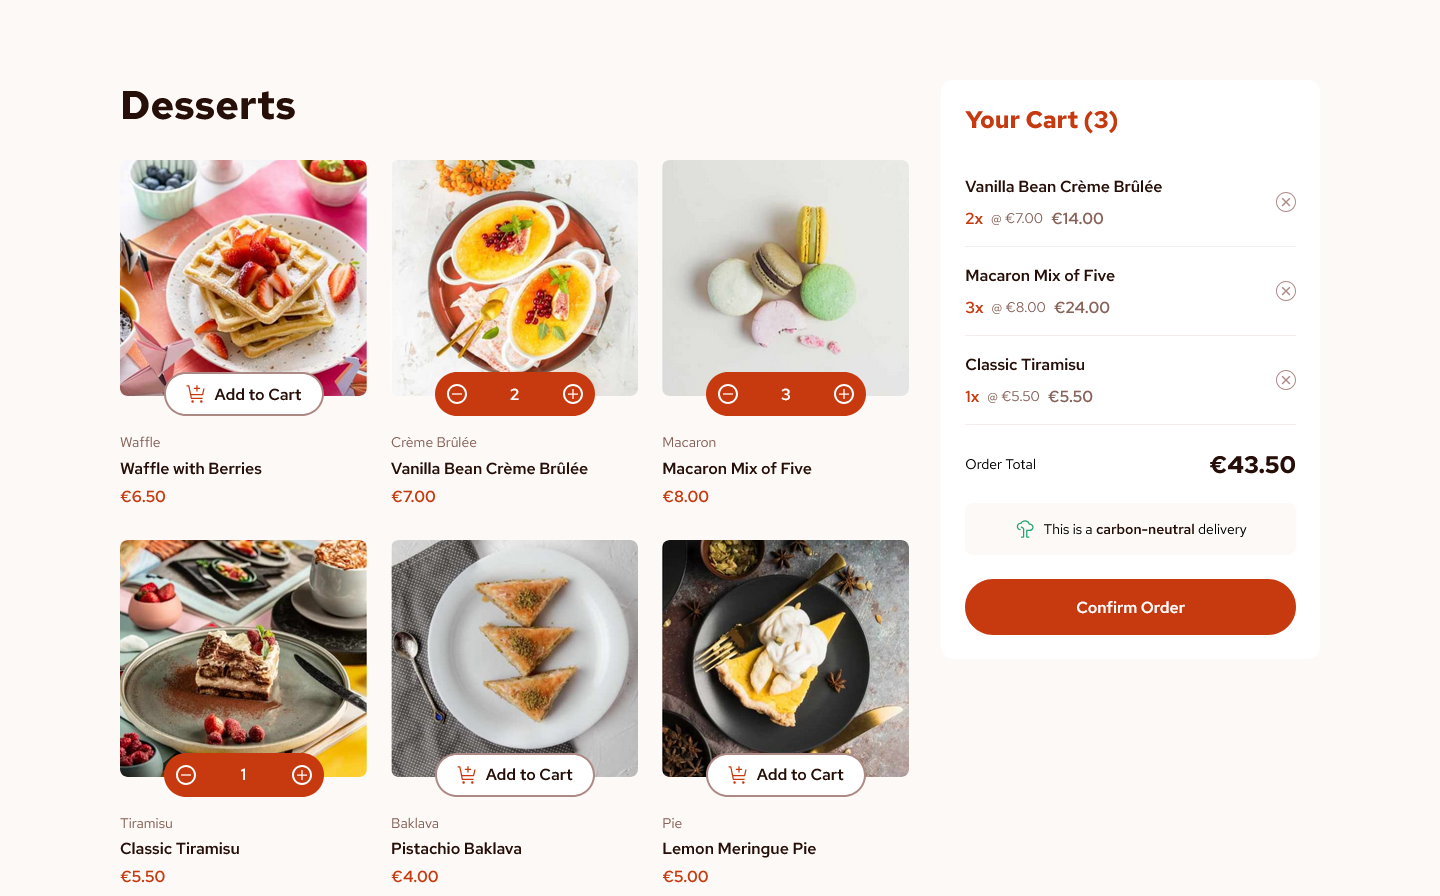 Desserts
Add to Cart
Waffle
Waffle with Berries
€6.50
2
Crème Brûlée
Vanilla Bean Crème Brûlée
€7.00
3
Macaron
Macaron Mix of Five
€8.00
1
Tiramisu
Classic Tiramisu
€5.50
Add to Cart
Baklava
Pistachio Baklava
€4.00
Add to Cart
Pie
Lemon Meringue Pie
€5.00
Your Cart (3)
Vanilla Bean Crème Brûlée
2x @ €7.00 €14.00
Macaron Mix of Five
3x @ €8.00 €24.00
Classic Tiramisu
1x @ €5.50 €5.50
Order Total €43.50
This is a carbon-neutral delivery
Confirm Order